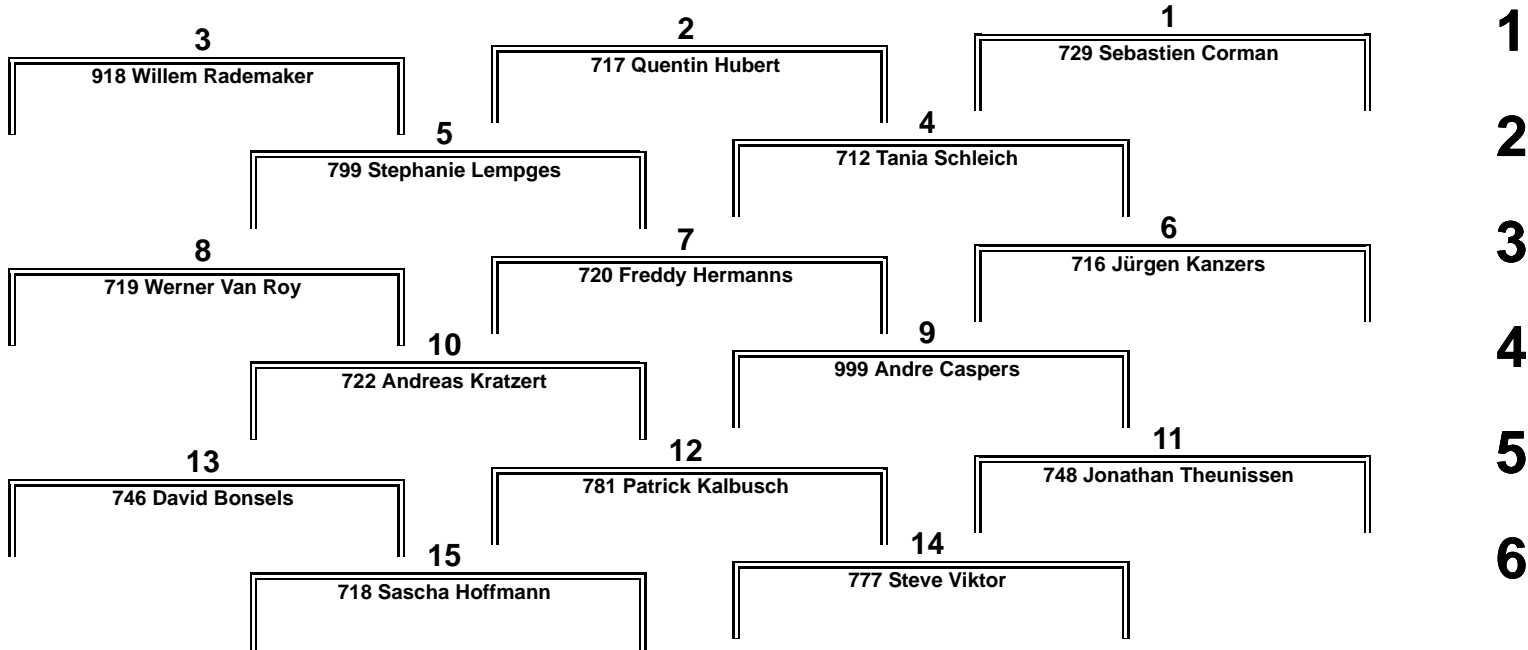 3 2 1 1
918 Willem Rademaker 717 Quentin Hubert 729 Sebastien Corman
5 4 2
799 Stephanie Lempges 712 Tania Schleich
8 7 6 3
719 Werner Van Roy 720 Freddy Hermanns 716 Jürgen Kanzers
10 9 4
722 Andreas Kratzert 999 Andre Caspers
13 12 11 5
746 David Bonsels 781 Patrick Kalbusch 748 Jonathan Theunissen
15 14 6
718 Sascha Hoffmann 777 Steve Viktor